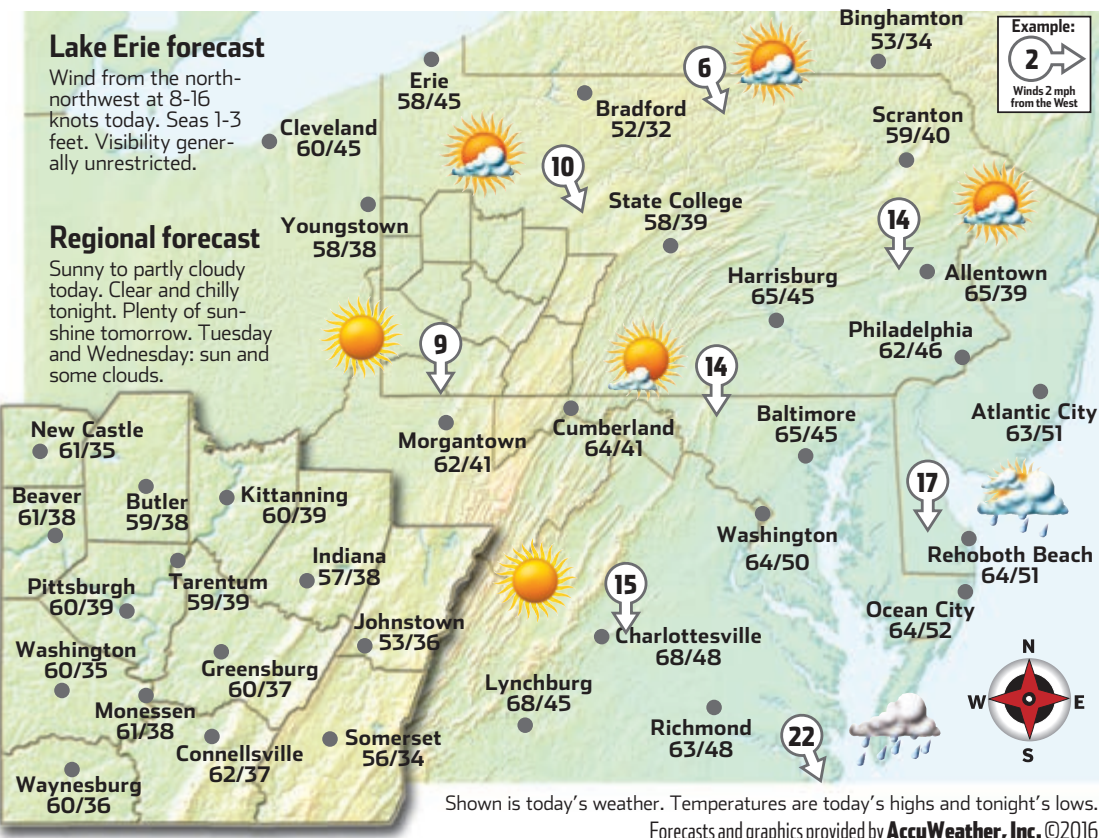 Lake Erie forecast
Wind from the north-
northwest at 8-16
knots today. Seas 1-3
feet. Visibility gener-
ally unrestricted.
Regional forecast
Sunny to partly cloudy
today. Clear and chilly
tonight. Plenty of sun-
shine tomorrow. Tuesday
and Wednesday: sun and
some clouds.
Example:
2
Winds 2 mph
from the West
Binghamton
53/34
Erie
58/45
6
Bradford
52/32
Cleveland
60/45
Scranton
59/40
10
State College
58/39
Youngstown
58/38
14
Allentown
65/39
Harrisburg
65/45
Philadelphia
62/46
9
14
Atlantic City
63/51
Morgantown
62/41
Cumberland
64/41
Baltimore
65/45
17
Washington
64/50
Rehoboth Beach
64/51
Ocean City
64/52
15
Charlottesville
68/48
Lynchburg
68/45
Richmond
63/48
22
New Castle
61/35
Beaver
61/38
Butler
59/38
Kittanning
60/39
Indiana
57/38
Tarentum
59/39
Pittsburgh
60/39
Johnstown
53/36
Washington
60/35
Greensburg
60/37
Monessen
61/38
Connellsville
62/37
Somerset
56/34
Waynesburg
60/36
N
W
E
S
Shown is today's weather. Temperatures are today's highs and tonight's lows.
Forecasts and graphics provided by AccuWeather, Inc. ©2016